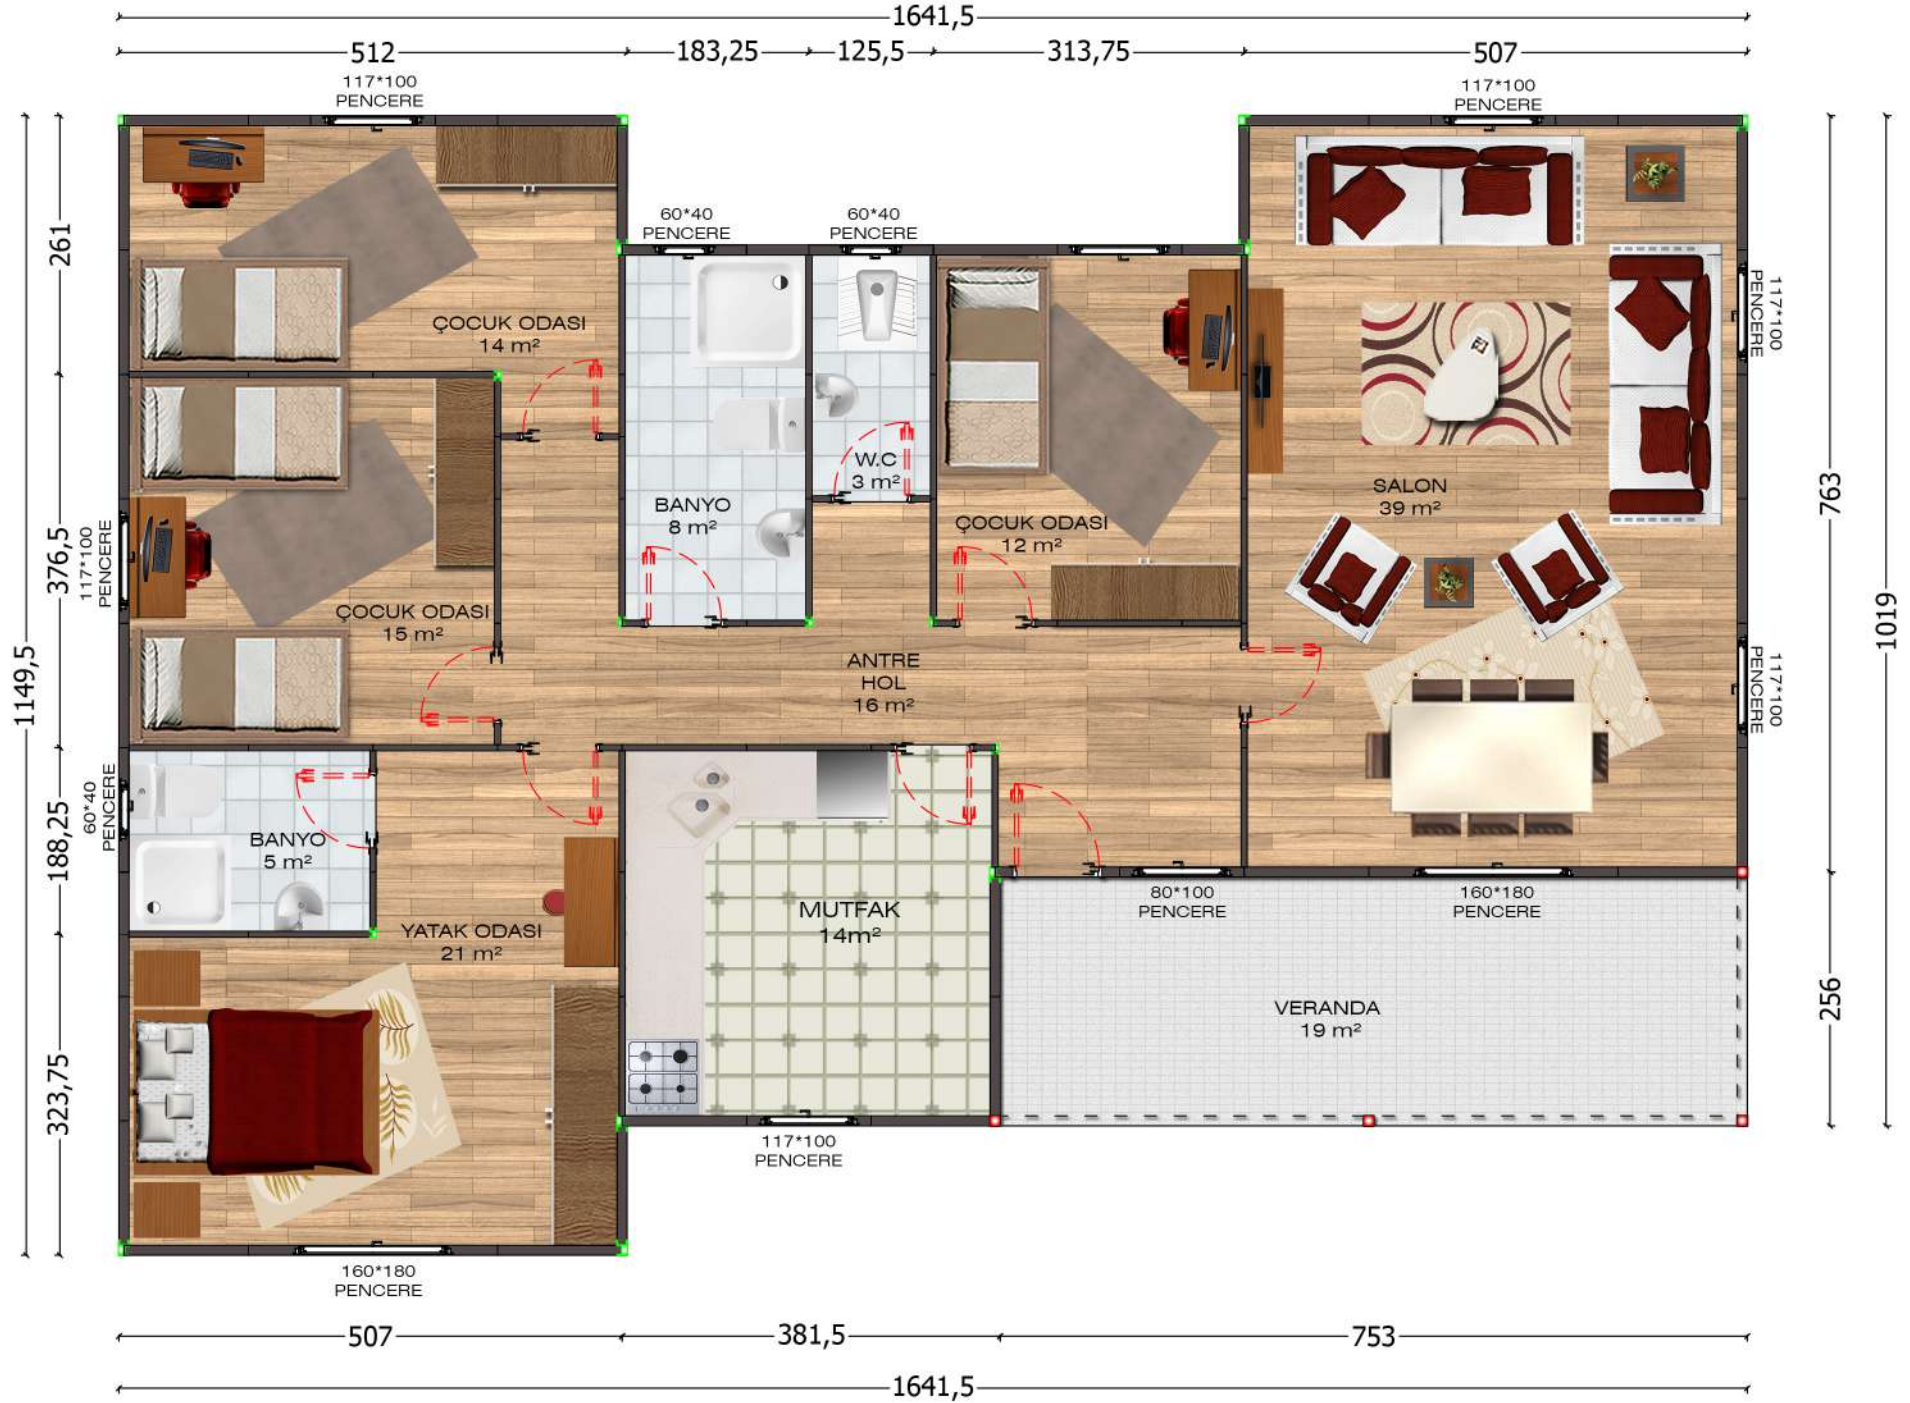 1641,5
512
183,25
125,5
313,75
507
117*100
PENCERE
117*100
PENCERE
60*40
PENCERE
60*40
PENCERE
261
376,5
188,25
323,75
1149,5
763
256
1019
ÇOCUK ODASI
14 m²
117*100
PENCERE
W.C
3 m²
SALON
39 m²
BANYO
8 m²
ÇOCUK ODASI
12 m²
117*100
PENCERE
ÇOCUK ODASI
15 m²
ANTRE
HOL
16 m²
117*100
PENCERE
60*40
PENCERE
BANYO
5 m²
YATAK ODASI
21 m²
MUTFAK
14m²
80*100
PENCERE
160*180
PENCERE
VERANDA
19 m²
117*100
PENCERE
160*180
PENCERE
507
381,5
753
1641,5